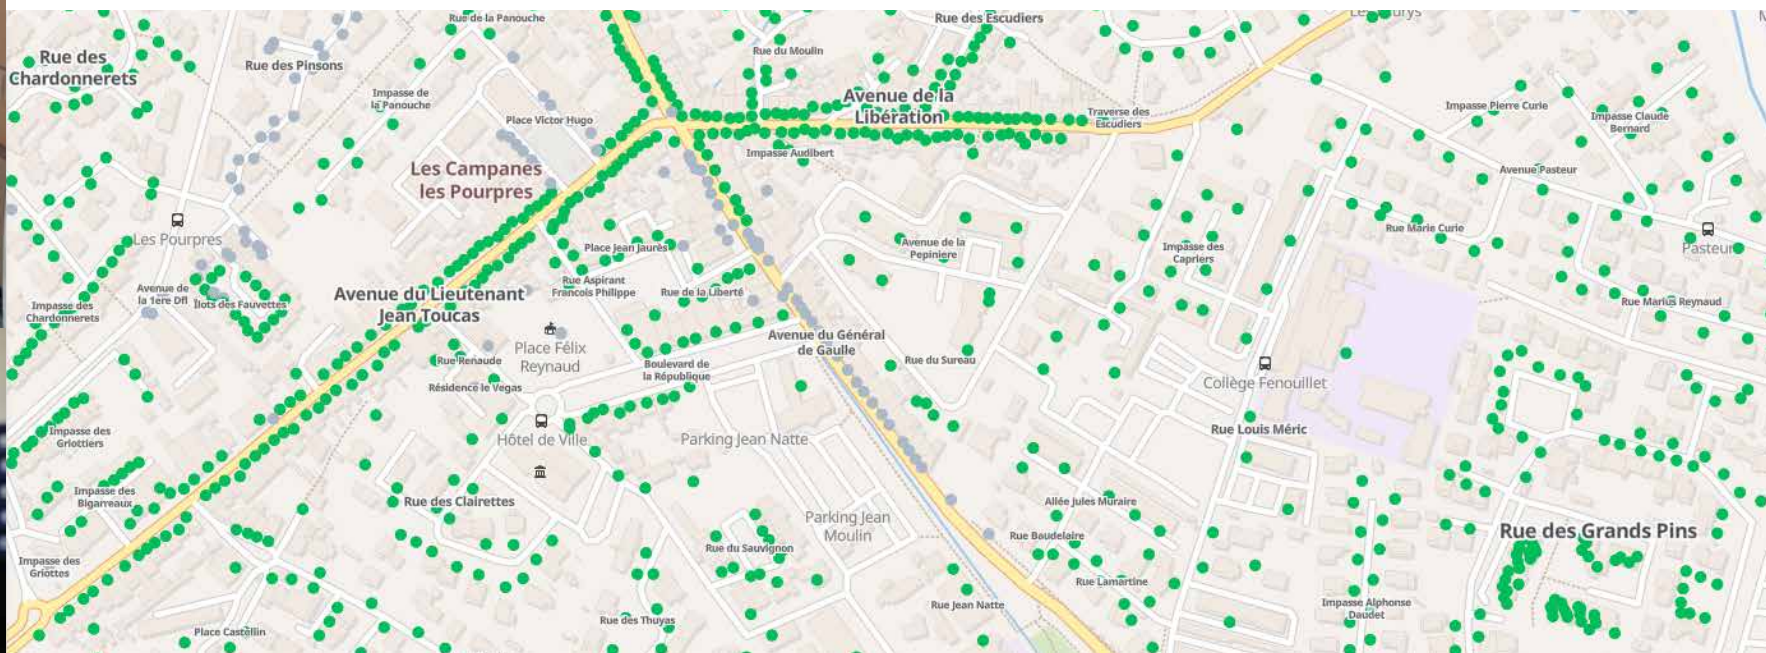 Rue de la Panouche
Rue des Escudiers
Rue des
Chardonnerets
Rue des Pinsons
Rue du Moulin
Impasse de
la Panouche
Place Victor Hugo
Avenue de la
Libération
Traverse des
Escudiers
Impasse Pierre Curie
Impasse Claude
Bernard
Les Campanes
les Pourpres
Impasse Audibert
Avenue Pasteur
Les Pourpres
Place Jean Jaurès
Avenue de la
Pepiniere
Impasse des
Capriers
Rue Marie Curie
Pasteur
Avenue de
la 1ère Dfl
Îlots des Fauvettes
Impasse des
Chardonnerets
Avenue du Lieutenant
Jean Toucas
Rue Aspirant
Francois Philippe
Rue de la Liberté
Rue Marius Reynaud
Place Félix
Reynaud
Avenue du Général
de Gaulle
Rue Renaude
Boulevard de
la République
Rue du Sureau
Résidence le Vegas
Collège Fenouillet
Impasse des
Griottiers
Hôtel de Ville
Parking Jean Natte
Rue Louis Méric
Impasse des
Bigarreaux
Rue des Clairettes
Allée Jules Muraire
Parking Jean
Moulin
Rue Baudelaire
Rue des Grands Pins
Rue du Sauvignon
Impasse des
Griottes
Rue Lamartine
Rue Jean Natte
Impasse Alphonse
Daudet
Rue des Thuyas
Place Castellin